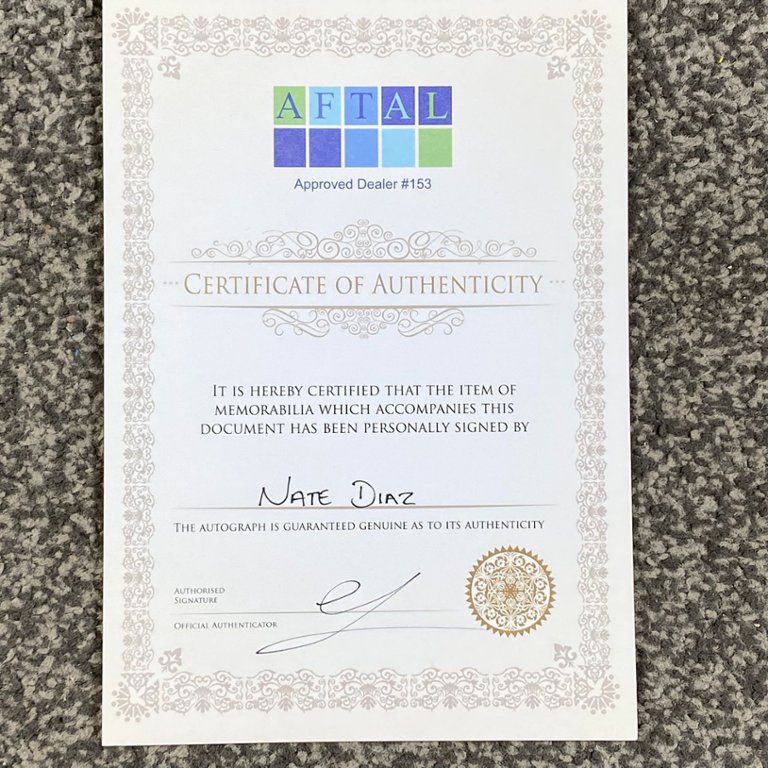 AFTAL
Approved Dealer #153
CERTIFICATE OF AUTHENTICITY
IT IS HEREBY CERTIFIED THAT THE ITEM OF
MEMORABILIA WHICH ACCOMPANIES THIS
DOCUMENT HAS BEEN PERSONALLY SIGNED BY
NATE DIAZ
THE AUTOGRAPH IS GUARANTEED GENUINE AS TO ITS AUTHENTICITY
AUTHORISED
SIGNATURE
OFFICIAL AUTHENTICATOR